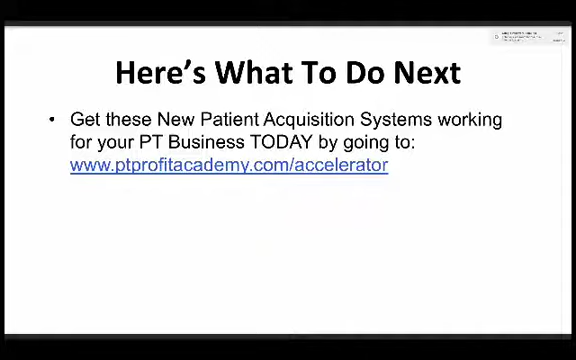 Here's What To Do Next
• Get these New Patient Acquisition Systems working
for your PT Business TODAY by going to:
www.ptprofitacademy.com/accelerator